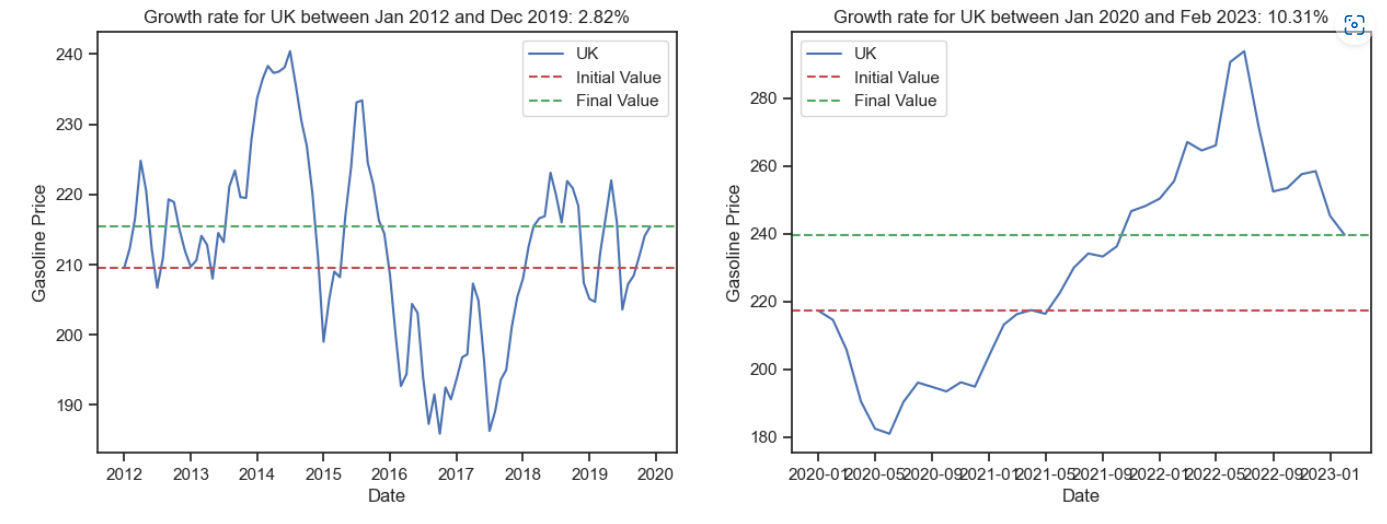 Growth rate for UK between Jan 2012 and Dec 2019: 2.82%
240
230
220
210
200
190
Gasoline Price
UK
Initial Value
Final Value
2012 2013 2014 2015 2016 2017 2018 2019 2020
Date
Growth rate for UK between Jan 2020 and Feb 2023: 10.31%
280
260
240
220
200
180
Gasoline Price
UK
Initial Value
Final Value
2020-01 2020-05 2020-09 2021-01 2021-05 2021-09 2022-01 2022-05 2022-09 2023-01
Date